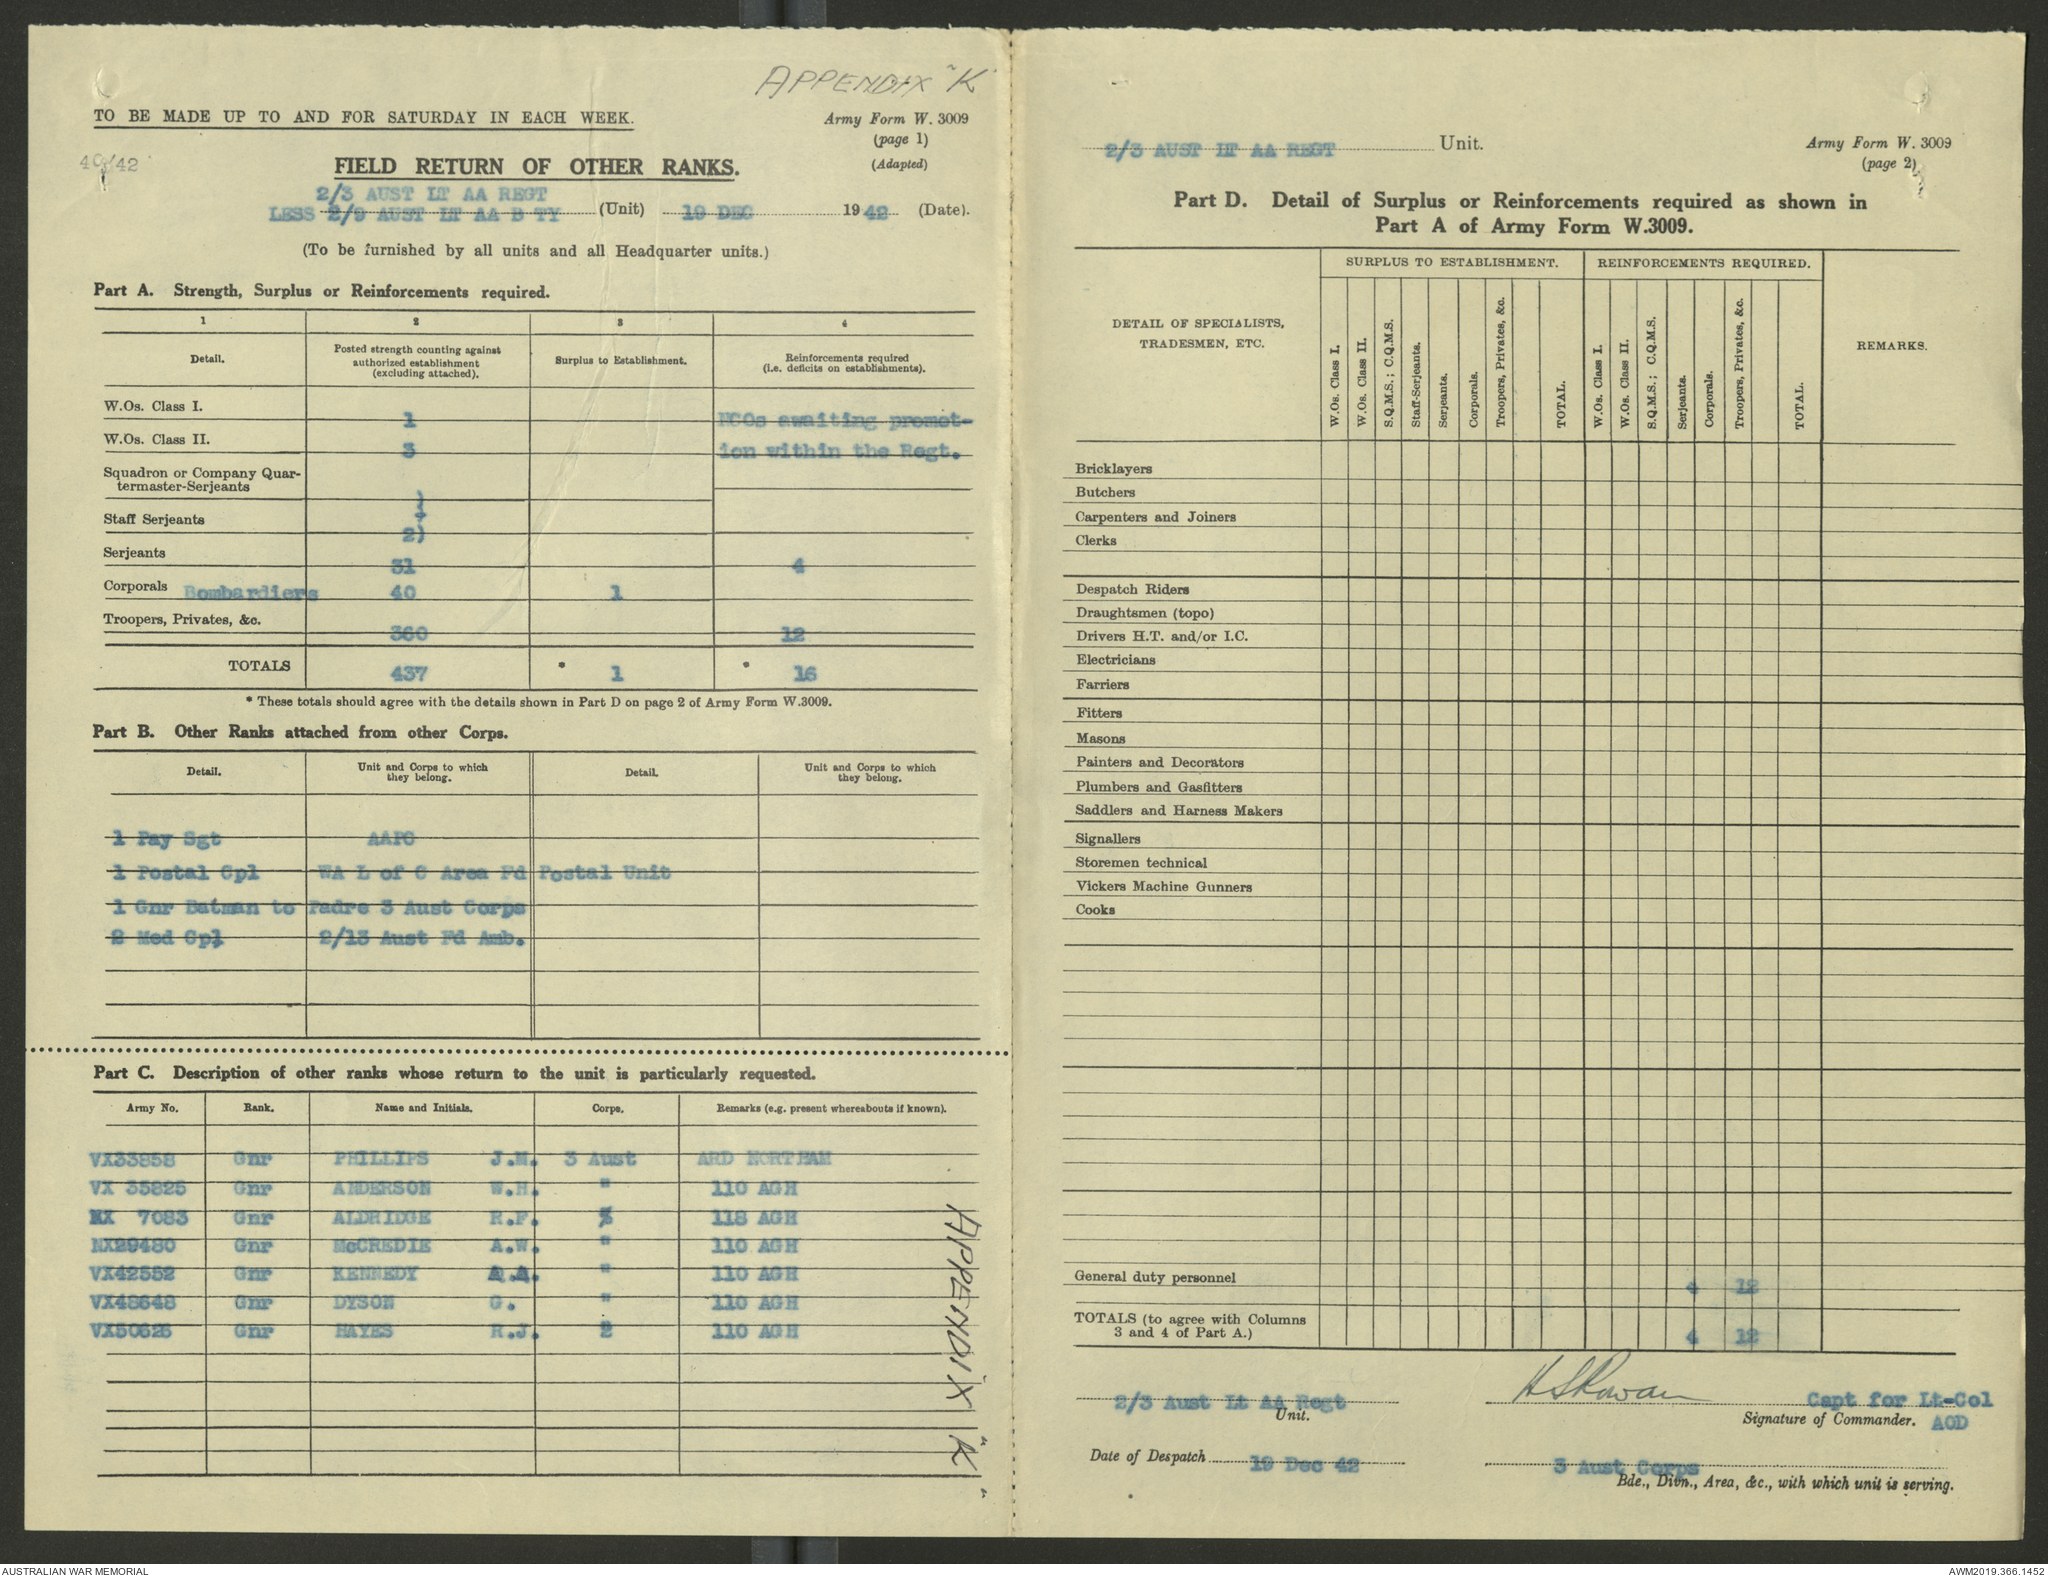 APPENDIX "K"
TO BE MADE UP TO AND FOR SATURDAY IN EACH WEEK.
Army Form W. 3009
(page 1)
(Adapted)
40/42
FIELD RETURN OF OTHER RANKS.
2/3 AUST LT AA REGT
LESS 2/9 AUST LT AA B TY (Unit) 19 DEC 1942 (Date).
(To be furnished by all units and all Headquarter units.)
Part A. Strength, Surplus or Reinforcements required.
1 2 3 4
Detail. Posted strength counting against authorized establishment (excluding attached). Surplus to Establishment. Reinforcements required (i.e. deficits on establishments).
W.Os. Class I. 1 NCOs awaiting promot-
W.Os. Class II. 3 ion within the Regt.
Squadron or Company Quar-
termaster-Serjeants )
Staff Serjeants 2)
Serjeants 31 4
Corporals Bombardiers 40 1
Troopers, Privates, &c. 360 12
TOTALS 437 * 1 * 16
* These totals should agree with the details shown in Part D on page 2 of Army Form W.3009.
Part B. Other Ranks attached from other Corps.
Detail. Unit and Corps to which they belong. Detail. Unit and Corps to which they belong.
1 Pay Sgt AAPC
1 Postal Cpl WA L of C Area Fd Postal Unit
1 Gnr Batman to Padre 3 Aust Corps
2 Med Cpl 2/13 Aust Fd Amb.
Part C. Description of other ranks whose return to the unit is particularly requested.
Army No. Rank. Name and Initials. Corps. Remarks (e.g. present whereabouts if known).
VX33858 Gnr PHILLIPS J.M. 3 Aust ARD NORTHAM
VX 35825 Gnr ANDERSON W.H. " 110 AGH
NX 7083 Gnr ALDRIDGE R.F. " 118 AGH
NX29480 Gnr McCREDIE A.W. " 110 AGH
VX42552 Gnr KENNEDY A.A. " 110 AGH
VX48648 Gnr DYSON G. " 110 AGH
VX50626 Gnr HAYES R.J. 2 110 AGH
APPENDIX "K"
2/3 AUST LT AA REGT Unit.
Army Form W. 3009
(page 2)
Part D. Detail of Surplus or Reinforcements required as shown in
Part A of Army Form W.3009.
DETAIL OF SPECIALISTS, TRADESMEN, ETC. SURPLUS TO ESTABLISHMENT. REINFORCEMENTS REQUIRED. REMARKS.
W.Os. Class I. W.Os. Class II. S.Q.M.S.; C.Q.M.S. Staff-Serjeants. Serjeants. Corporals. Troopers, Privates, &c. TOTAL. W.Os. Class I. W.Os. Class II. S.Q.M.S.; C.Q.M.S. Serjeants. Corporals. Troopers, Privates, &c. TOTAL.
Bricklayers
Butchers
Carpenters and Joiners
Clerks
Despatch Riders
Draughtsmen (topo)
Drivers H.T. and/or I.C.
Electricians
Farriers
Fitters
Masons
Painters and Decorators
Plumbers and Gasfitters
Saddlers and Harness Makers
Signallers
Storemen technical
Vickers Machine Gunners
Cooks
General duty personnel 4 12
TOTALS (to agree with Columns
3 and 4 of Part A.) 4 12
2/3 Aust Lt AA Regt H S Rowan Capt for Lt-Col
Unit. Signature of Commander. AOD
Date of Despatch 19 Dec 42 3 Aust Corps
Bde., Divn., Area, &c., with which unit is serving.
AUSTRALIAN WAR MEMORIAL AWM2019.366.1452